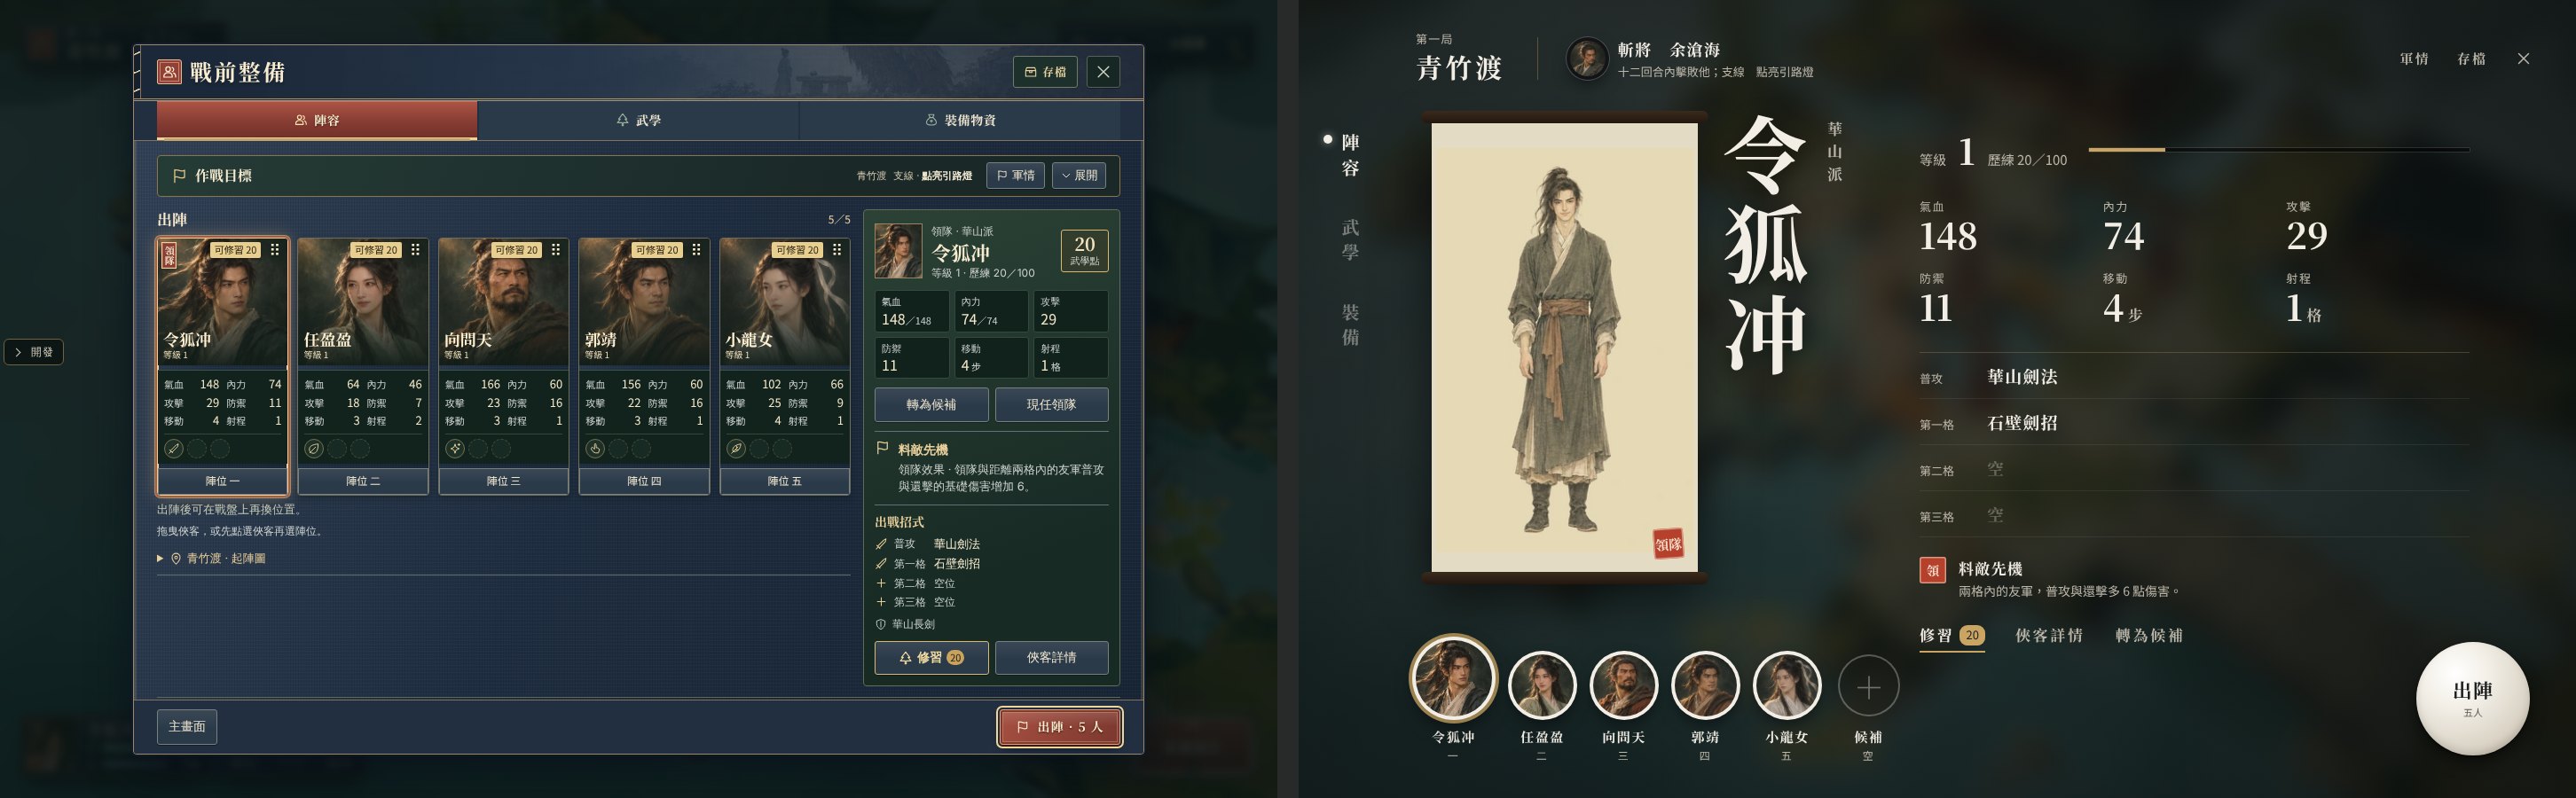 戰前整備
存檔
陣容
武學
裝備物資
作戰目標
青竹渡 支線·點亮引路燈
軍情
展開
開發
出陣
5／5
領隊
可修習 20
令狐冲
等級 1
氣血 148 內力 74
攻擊 29 防禦 11
移動 4 射程 1
陣位 一
可修習 20
任盈盈
等級 1
氣血 64 內力 46
攻擊 18 防禦 7
移動 3 射程 2
陣位 二
可修習 20
向問天
等級 1
氣血 166 內力 60
攻擊 23 防禦 16
移動 3 射程 1
陣位 三
可修習 20
郭靖
等級 1
氣血 156 內力 60
攻擊 22 防禦 16
移動 3 射程 1
陣位 四
可修習 20
小龍女
等級 1
氣血 102 內力 66
攻擊 25 防禦 9
移動 4 射程 1
陣位 五
出陣後可在戰盤上再換位置。
拖曳俠客，或先點選俠客再選陣位。
青竹渡·起陣圖
領隊·華山派
令狐冲
等級 1·歷練 20／100
20
武學點
氣血
148／148
內力
74／74
攻擊
29
防禦
11
移動
4 步
射程
1 格
轉為候補
現任領隊
料敵先機
領隊效果·領隊與距離兩格內的友軍普攻
與還擊的基礎傷害增加 6。
出戰招式
普攻 華山劍法
第一格 石壁劍招
第二格 空位
第三格 空位
華山長劍
修習 20
俠客詳情
主畫面
出陣·5 人
第一局
青竹渡
斬將 余滄海
十二回合內擊敗他；支線 點亮引路燈
軍情
存檔
陣容
武學
裝備
領隊
令狐冲
華山派
等級 1 歷練 20／100
氣血
148
內力
74
攻擊
29
防禦
11
移動
4 步
射程
1 格
普攻 華山劍法
第一格 石壁劍招
第二格 空
第三格 空
領
料敵先機
兩格內的友軍，普攻與還擊多 6 點傷害。
修習 20
俠客詳情
轉為候補
令狐冲
一
任盈盈
二
向問天
三
郭靖
四
小龍女
五
候補
空
出陣
五人